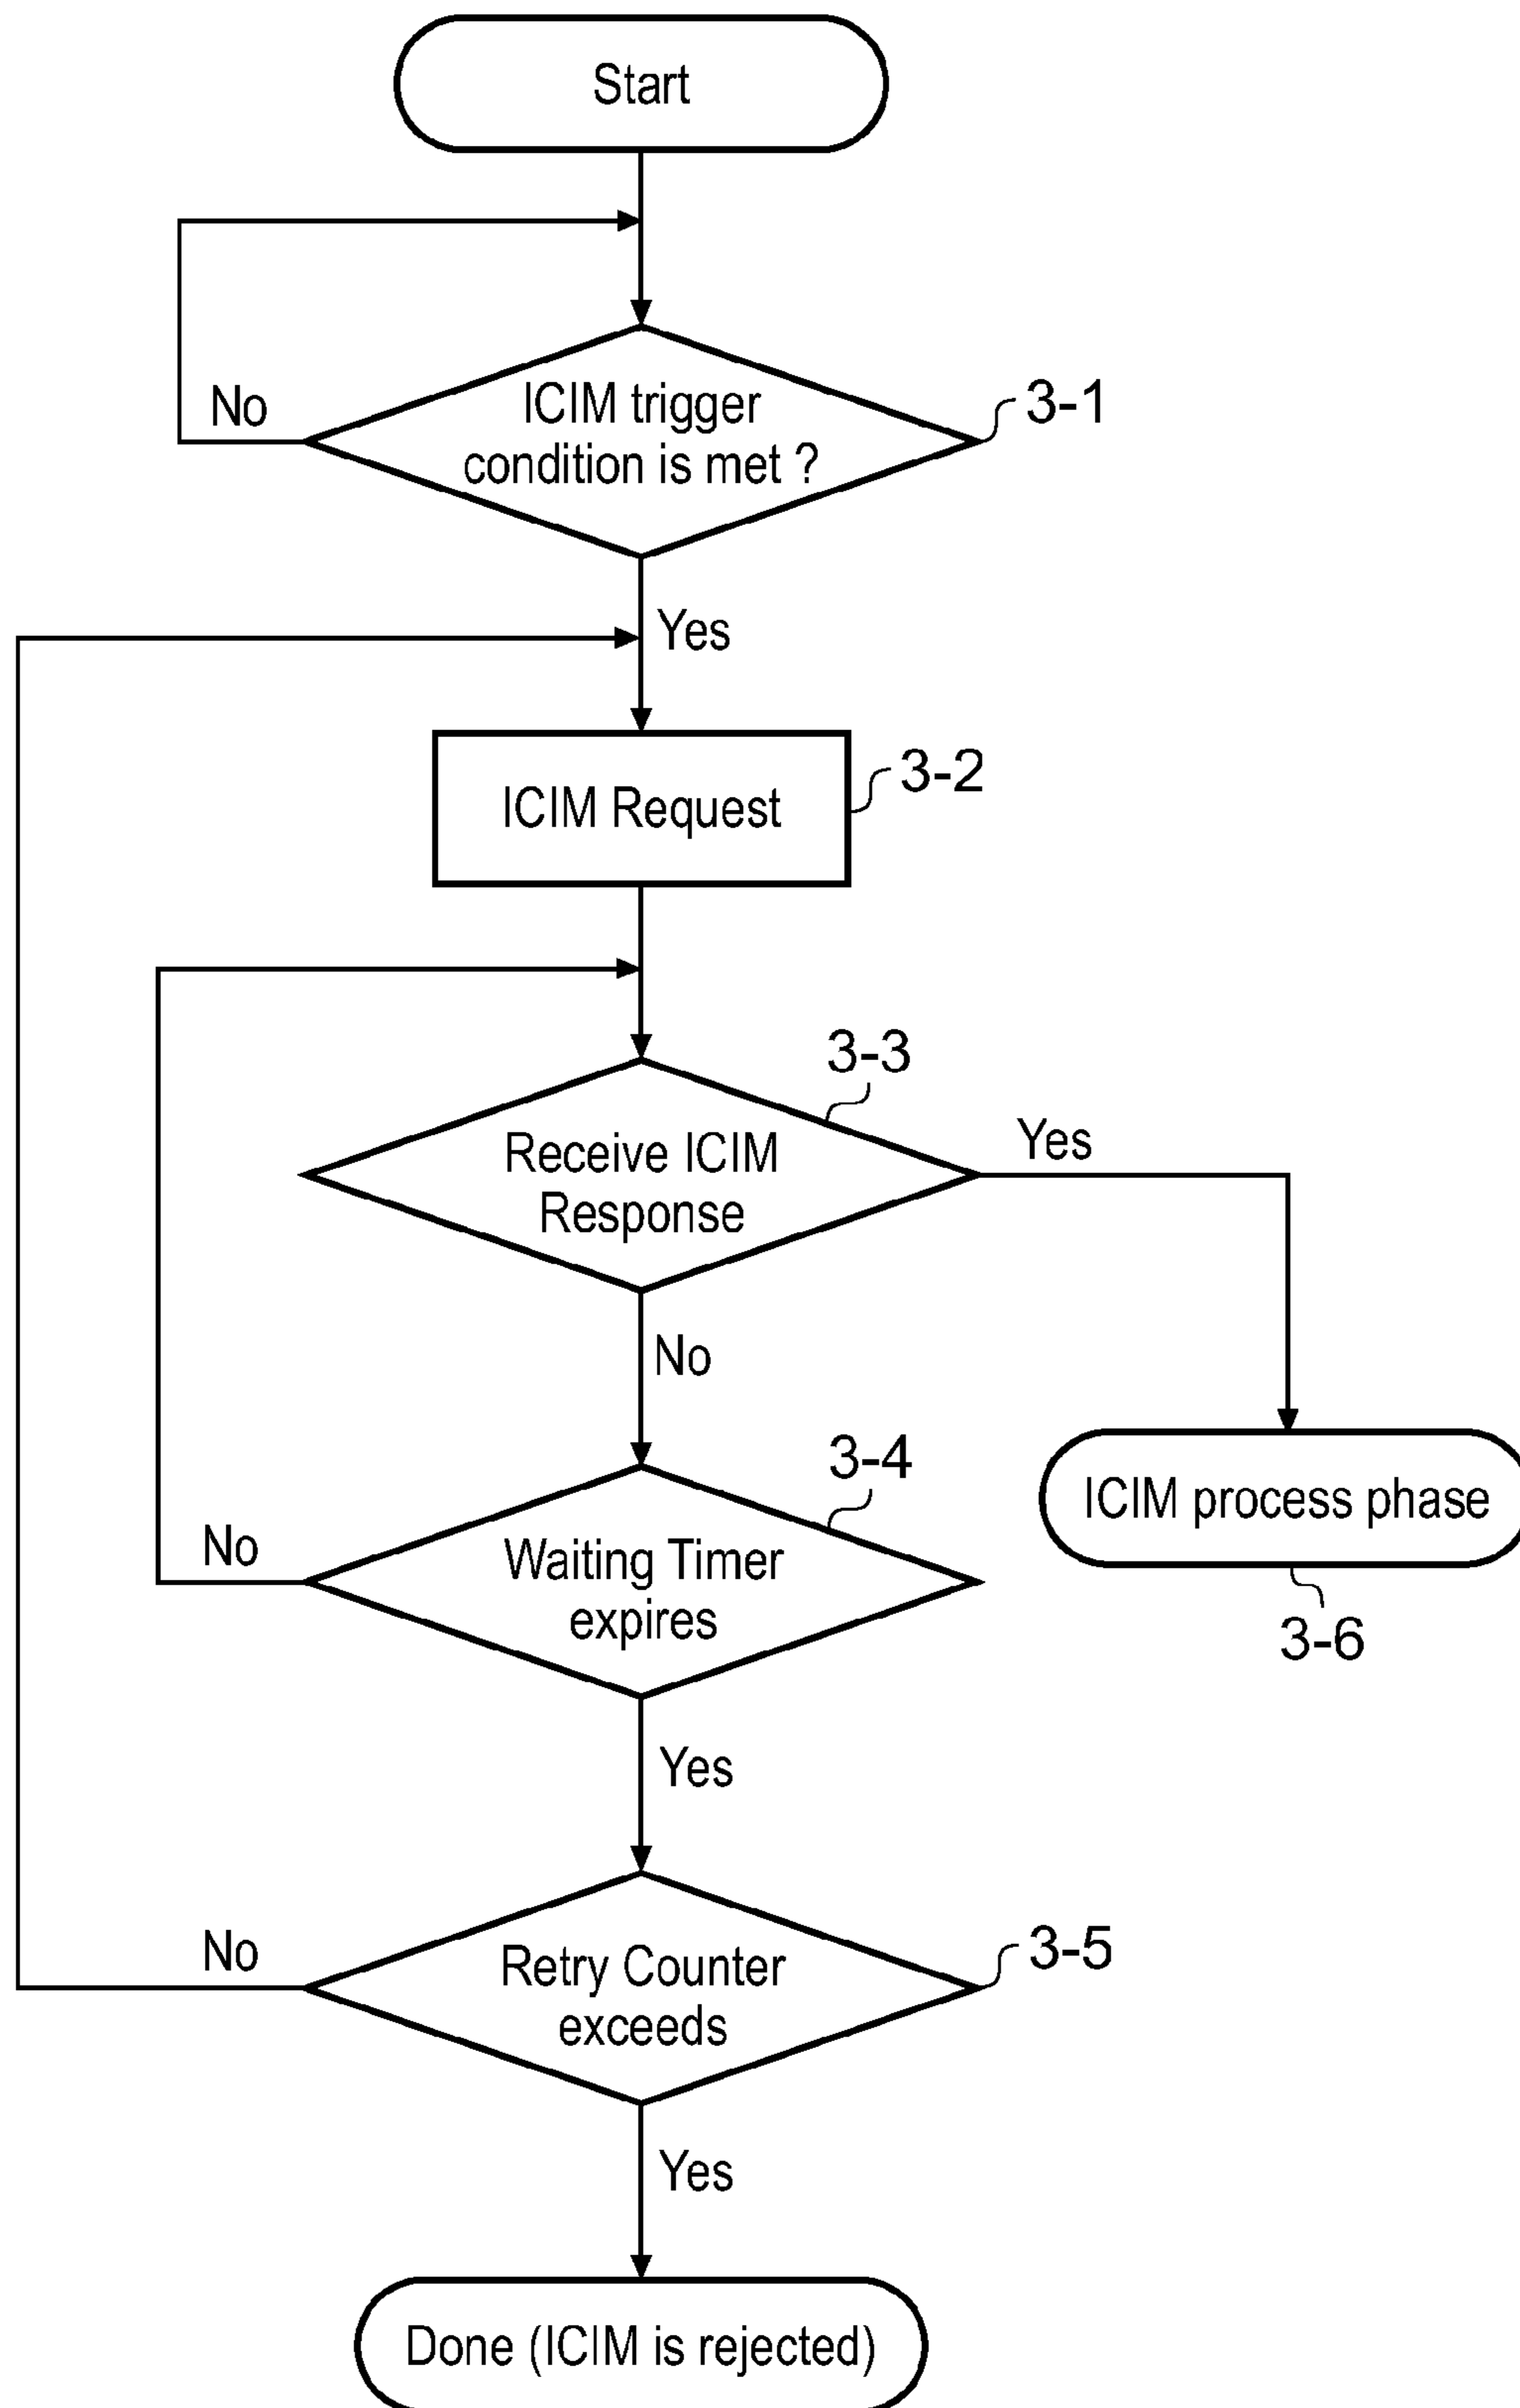 Start
ICIM trigger
condition is met ?
No
3-1
Yes
ICIM Request
3-2
3-3
Receive ICIM
Response
Yes
No
3-4
Waiting Timer
expires
No
ICIM process phase
3-6
Yes
Retry Counter
exceeds
No
3-5
Yes
Done (ICIM is rejected)